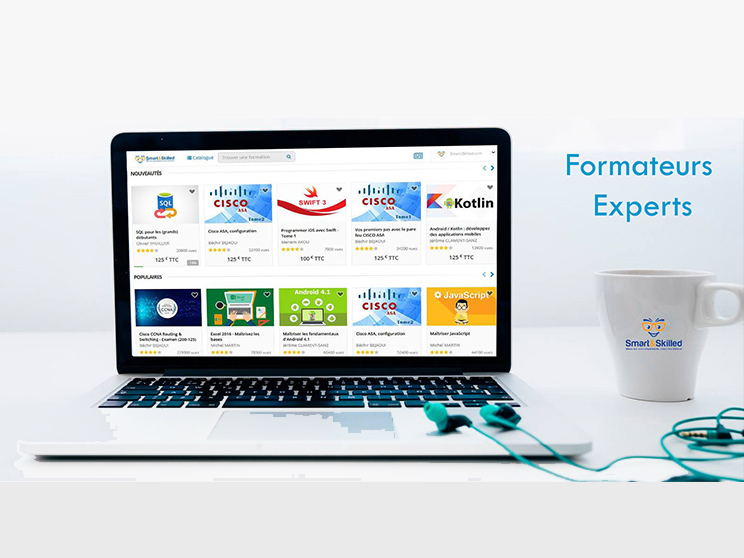 Formateurs
Experts
Smart&Skilled
Catalogue
Trouver une formation
NOUVEAUTÉS
SQL
CISCO
ASA
Tome2
SWIFT 3
CISCO
ASA
Kotlin
SQL pour les (grands)
débutants
Cisco ASA, configuration
Programmer iOS avec Swift -
Tome 1
Vos premiers pas avec le pare
feu CISCO ASA
Android / Kotlin : développez
des applications mobiles
Béchir BEJAOUI
Béchir BEJAOUI
Jérôme CLAMENT-SANZ
125 € TTC
125 € TTC
100 € TTC
125 € TTC
125 € TTC
POPULAIRES
CCNA
Android 4.1
CISCO
ASA
Tome2
JavaScript
Cisco CCNA Routing &
Switching - Examen (200-125)
Excel 2016 - Maîtrisez les
bases
Maîtriser les fondamentaux
d'Android 4.1
Cisco ASA, configuration
Maîtriser JavaScript
Béchir BEJAOUI
Michel MARTIN
Jérôme CLAMENT-SANZ
Béchir BEJAOUI
Michel MARTIN
Smart&Skilled